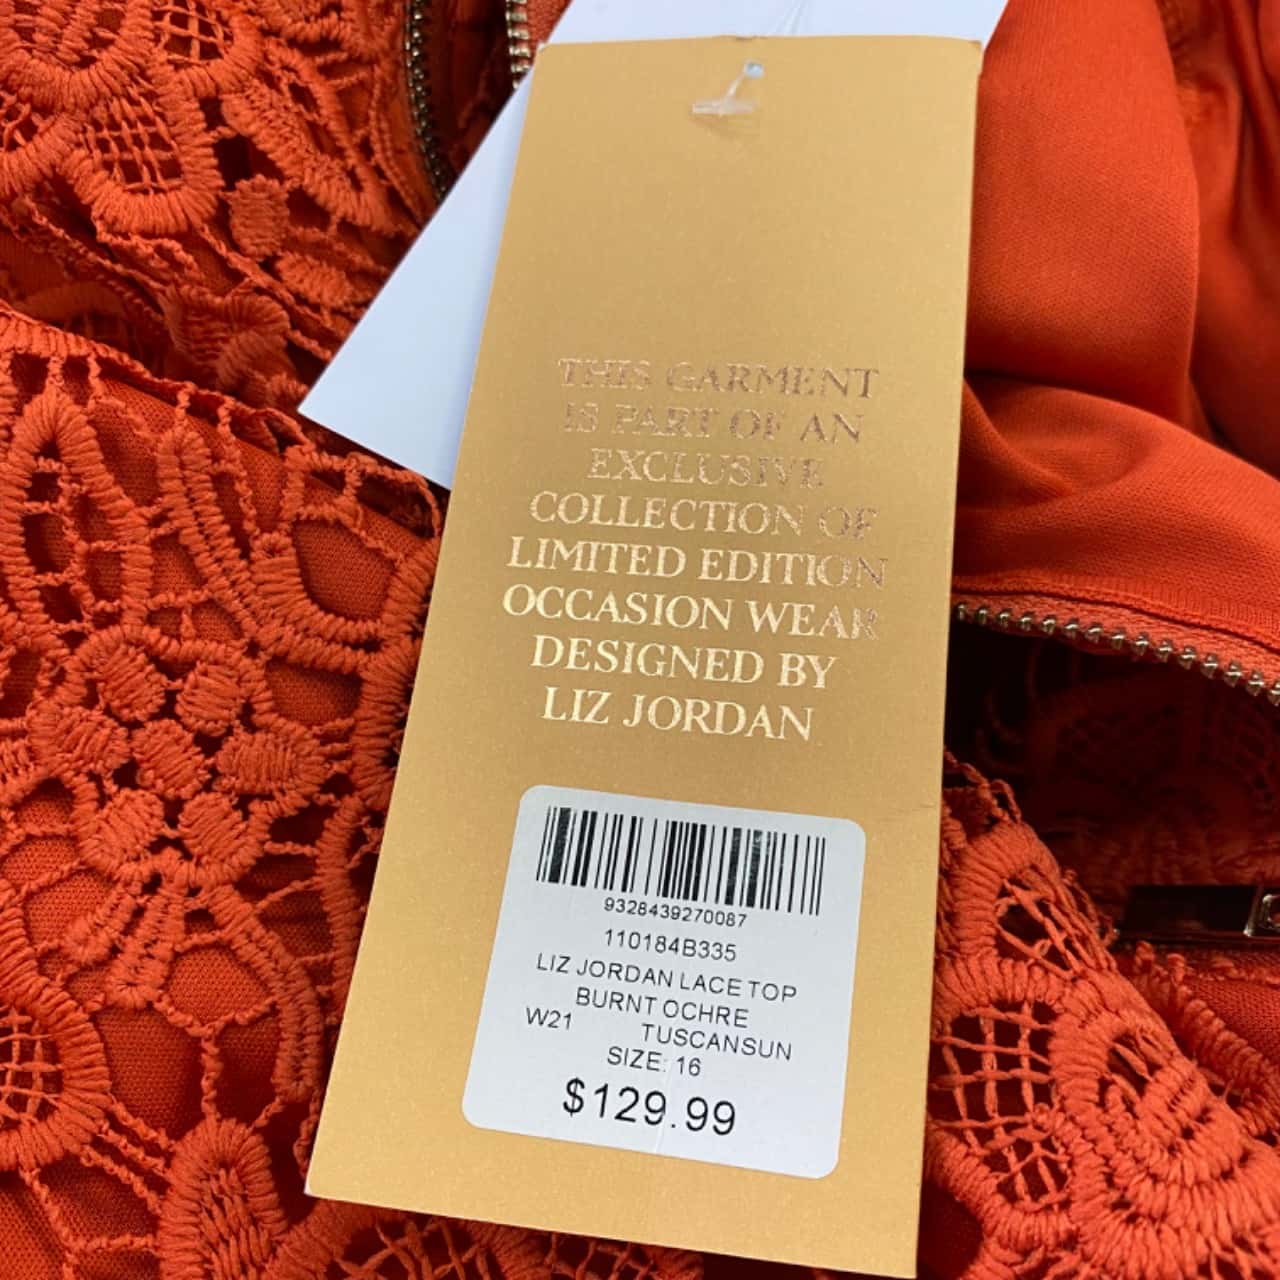 THIS GARMENT
IS PART OF AN
EXCLUSIVE
COLLECTION OF
LIMITED EDITION
OCCASION WEAR
DESIGNED BY
LIZ JORDAN
9328439270087
110184B335
LIZ JORDAN LACE TOP
BURNT OCHRE
W21 TUSCANSUN
SIZE: 16
$129.99